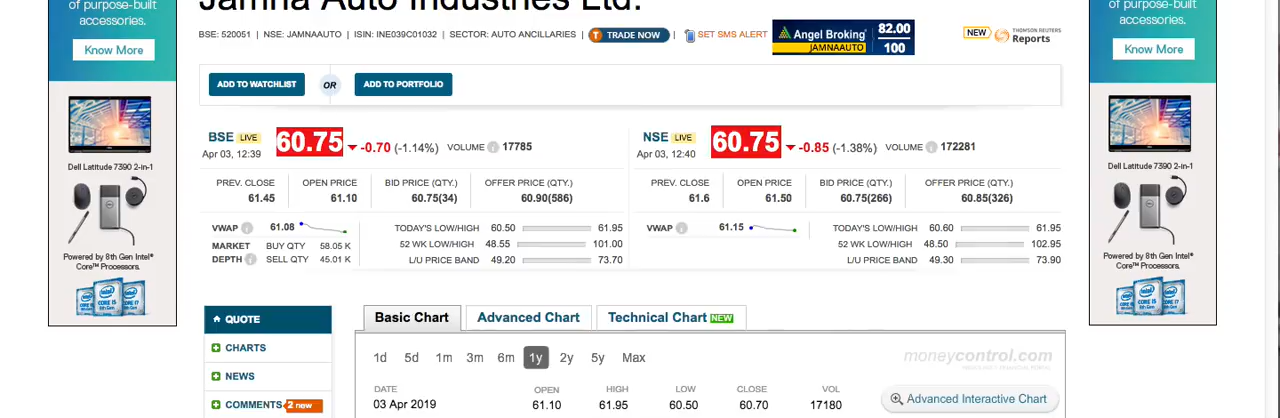 of purpose-built
accessories.
Know More
Jamna Auto Industries Ltd.
BSE: 520051 | NSE: JAMNAAUTO | ISIN: INE039C01032 | SECTOR: AUTO ANCILLARIES | TRADE NOW | SET SMS ALERT
Angel Broking 82.00
JAMNAAUTO 100
NEW THOMSON REUTERS
Reports
of purpose-built
accessories.
Know More
ADD TO WATCHLIST OR ADD TO PORTFOLIO
BSE LIVE
Apr 03, 12:39
60.75 -0.70 (-1.14%) VOLUME 17785
NSE LIVE
Apr 03, 12:40
60.75 -0.85 (-1.38%) VOLUME 172281
PREV. CLOSE OPEN PRICE BID PRICE (QTY.) OFFER PRICE (QTY.)
61.45 61.10 60.75(34) 60.90(586)
PREV. CLOSE OPEN PRICE BID PRICE (QTY.) OFFER PRICE (QTY.)
61.6 61.50 60.75(266) 60.85(326)
VWAP 61.08
MARKET BUY QTY 58.05 K
DEPTH SELL QTY 45.01 K
TODAY'S LOW/HIGH 60.50 61.95
52 WK LOW/HIGH 48.55 101.00
L/U PRICE BAND 49.20 73.70
VWAP 61.15
TODAY'S LOW/HIGH 60.60 61.95
52 WK LOW/HIGH 48.50 102.95
L/U PRICE BAND 49.30 73.90
Dell Latitude 7390 2-in-1
Powered by 8th Gen Intel®
Core™ Processors.
Dell Latitude 7390 2-in-1
Powered by 8th Gen Intel®
Core™ Processors.
QUOTE
CHARTS
NEWS
COMMENTS 2 new
Basic Chart Advanced Chart Technical Chart NEW
1d 5d 1m 3m 6m 1y 2y 5y Max
moneycontrol.com
DATE OPEN HIGH LOW CLOSE VOL
03 Apr 2019 61.10 61.95 60.50 60.70 17180
Advanced Interactive Chart